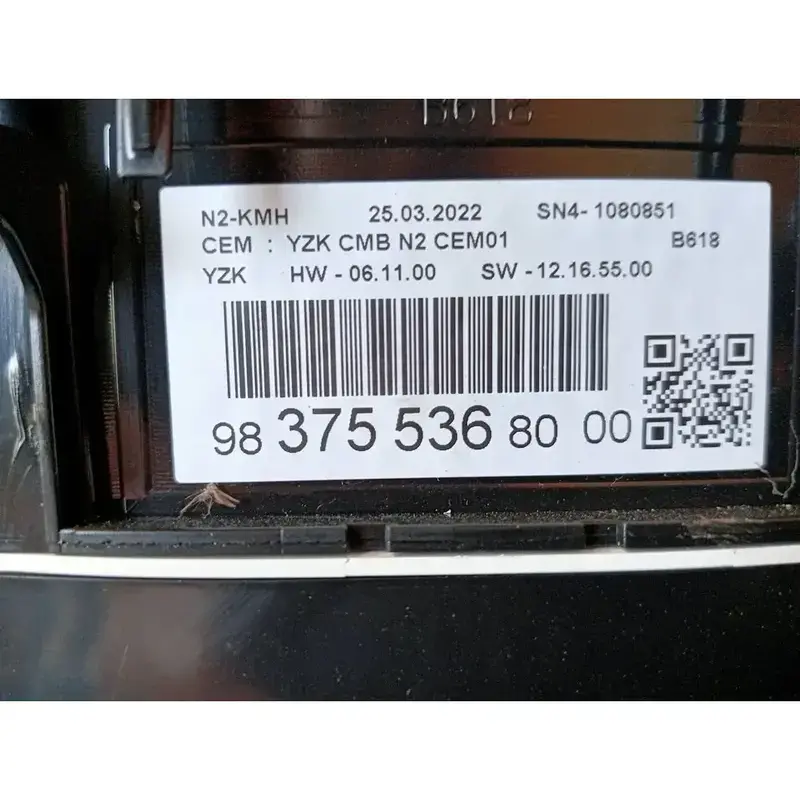 B618
N2-KMH 25.03.2022 SN4- 1080851
CEM : YZK CMB N2 CEM01 B618
YZK HW - 06.11.00 SW -12.16.55.00
98 375 536 80 00